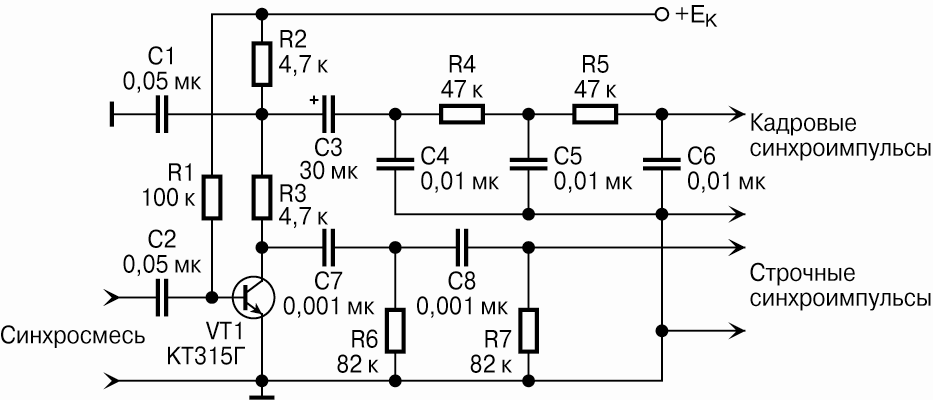 +Eк
R2
4,7 к
C1
0,05 мк
R4
47 к
R5
47 к
Кадровые
синхроимпульсы
+
C3
30 мк
C4
0,01 мк
C5
0,01 мк
C6
0,01 мк
R1
100 к
R3
4,7 к
C2
0,05 мк
C7
0,001 мк
C8
0,001 мк
Строчные
синхроимпульсы
Синхросмесь
VT1
КТ315Г
R6
82 к
R7
82 к